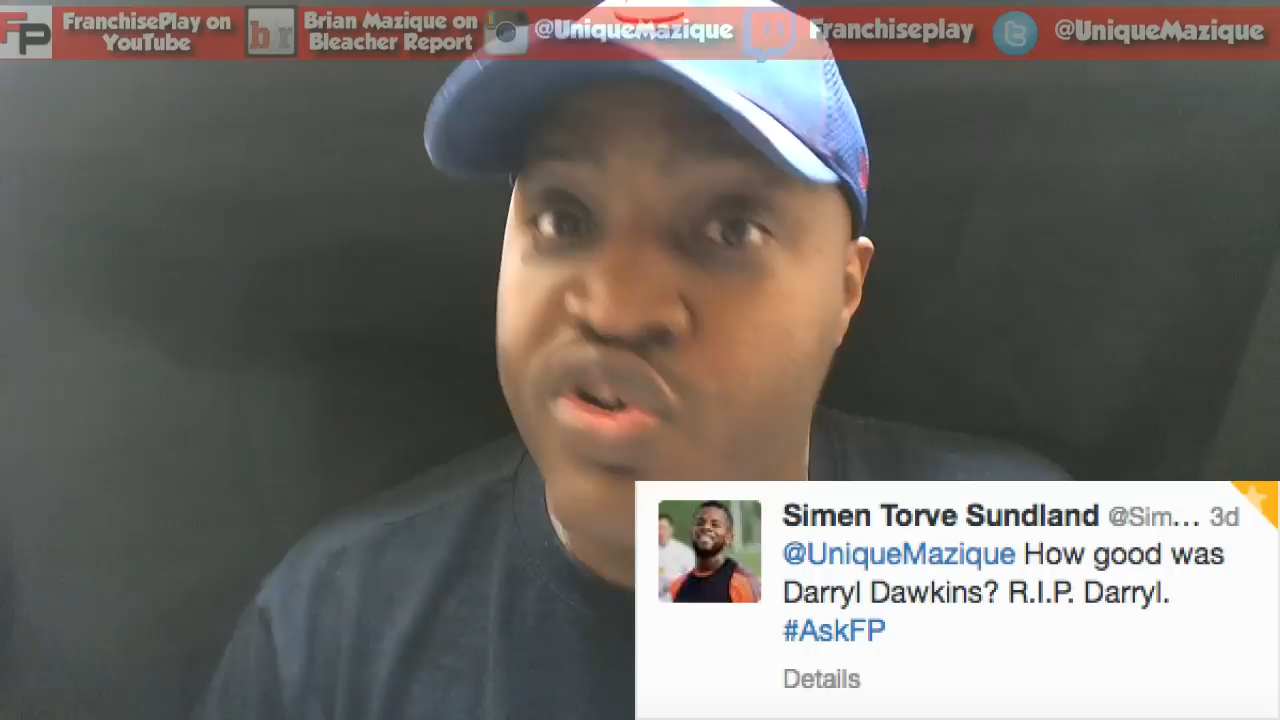 FP
FranchisePlay on
YouTube
br
Brian Mazique on
Bleacher Report
@UniqueMazique
Franchiseplay
@UniqueMazique
Simen Torve Sundland @Sim... 3d
@UniqueMazique How good was
Darryl Dawkins? R.I.P. Darryl.
#AskFP
Details